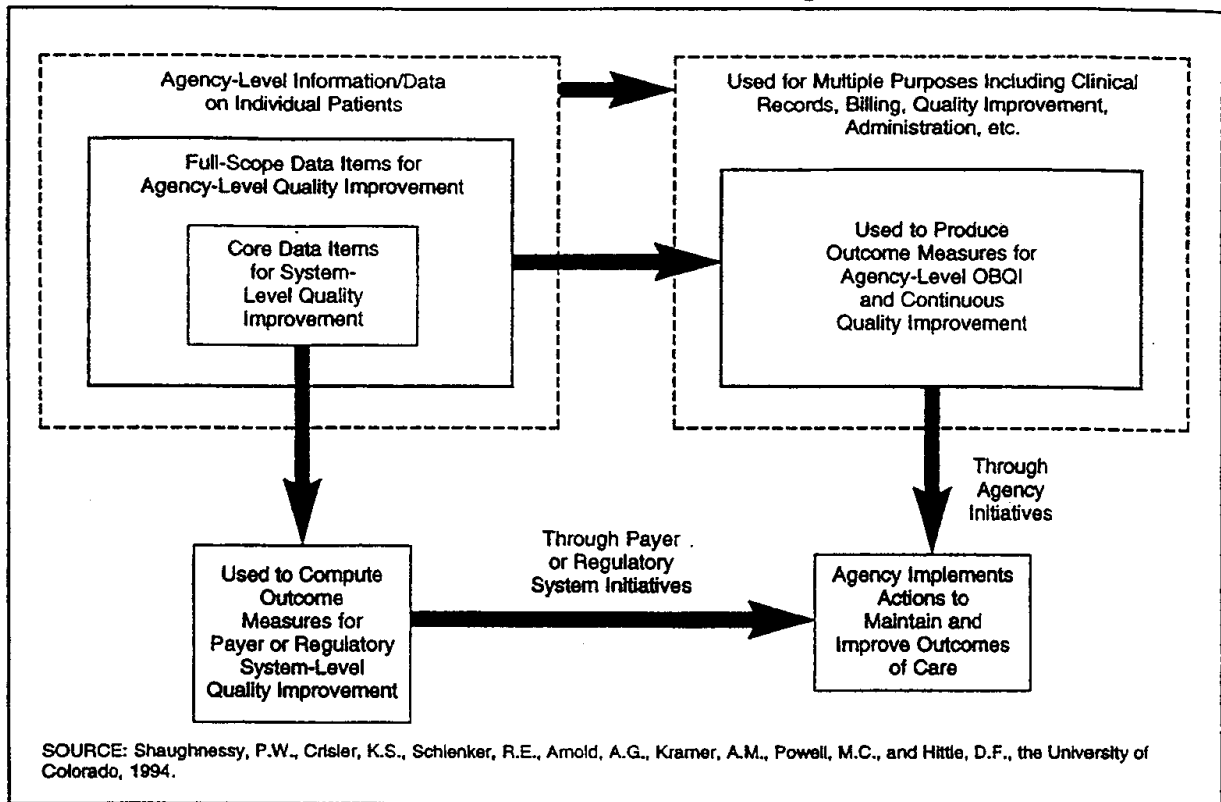 Agency-Level Information/Data
on Individual Patients
Used for Multiple Purposes Including Clinical
Records, Billing, Quality Improvement,
Administration, etc.
Full-Scope Data Items for
Agency-Level Quality Improvement
Core Data Items
for System-
Level Quality
Improvement
Used to Produce
Outcome Measures for
Agency-Level OBQI
and Continuous
Quality Improvement
Through
Agency
Initiatives
Through Payer
or Regulatory
System Initiatives
Used to Compute
Outcome
Measures for
Payer or Regulatory
System-Level
Quality Improvement
Agency Implements
Actions to
Maintain and
Improve Outcomes
of Care
SOURCE: Shaughnessy, P.W., Crisler, K.S., Schlenker, R.E., Arnold, A.G., Kramer, A.M., Powell, M.C., and Hittle, D.F., the University of
Colorado, 1994.